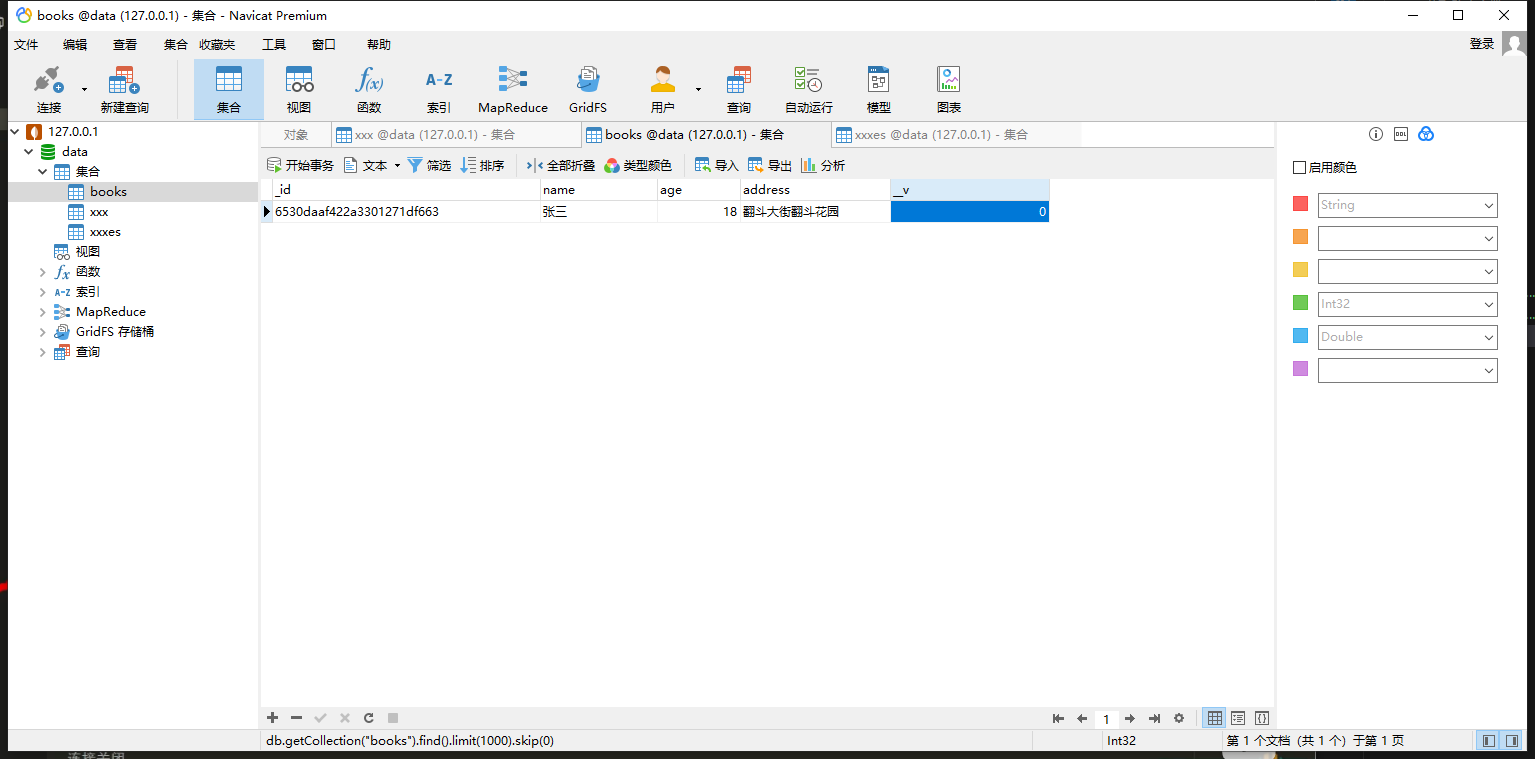 books @data (127.0.0.1) - 集合 - Navicat Premium
文件 编辑 查看 集合 收藏夹 工具 窗口 帮助 登录
连接 新建查询 集合 视图 函数 索引 MapReduce GridFS 用户 查询 自动运行 模型 图表
127.0.0.1
data
集合
books
xxx
xxxes
视图
函数
索引
MapReduce
GridFS 存储桶
查询
对象 xxx @data (127.0.0.1) - 集合 books @data (127.0.0.1) - 集合 xxxes @data (127.0.0.1) - 集合
开始事务 文本 筛选 排序 全部折叠 类型颜色 导入 导出 分析
_id name age address __v
6530daaf422a3301271df663 张三 18 翻斗大街翻斗花园 0
启用颜色
String
Int32
Double
1
db.getCollection("books").find().limit(1000).skip(0) Int32 第 1 个文档 (共 1 个) 于第 1 页